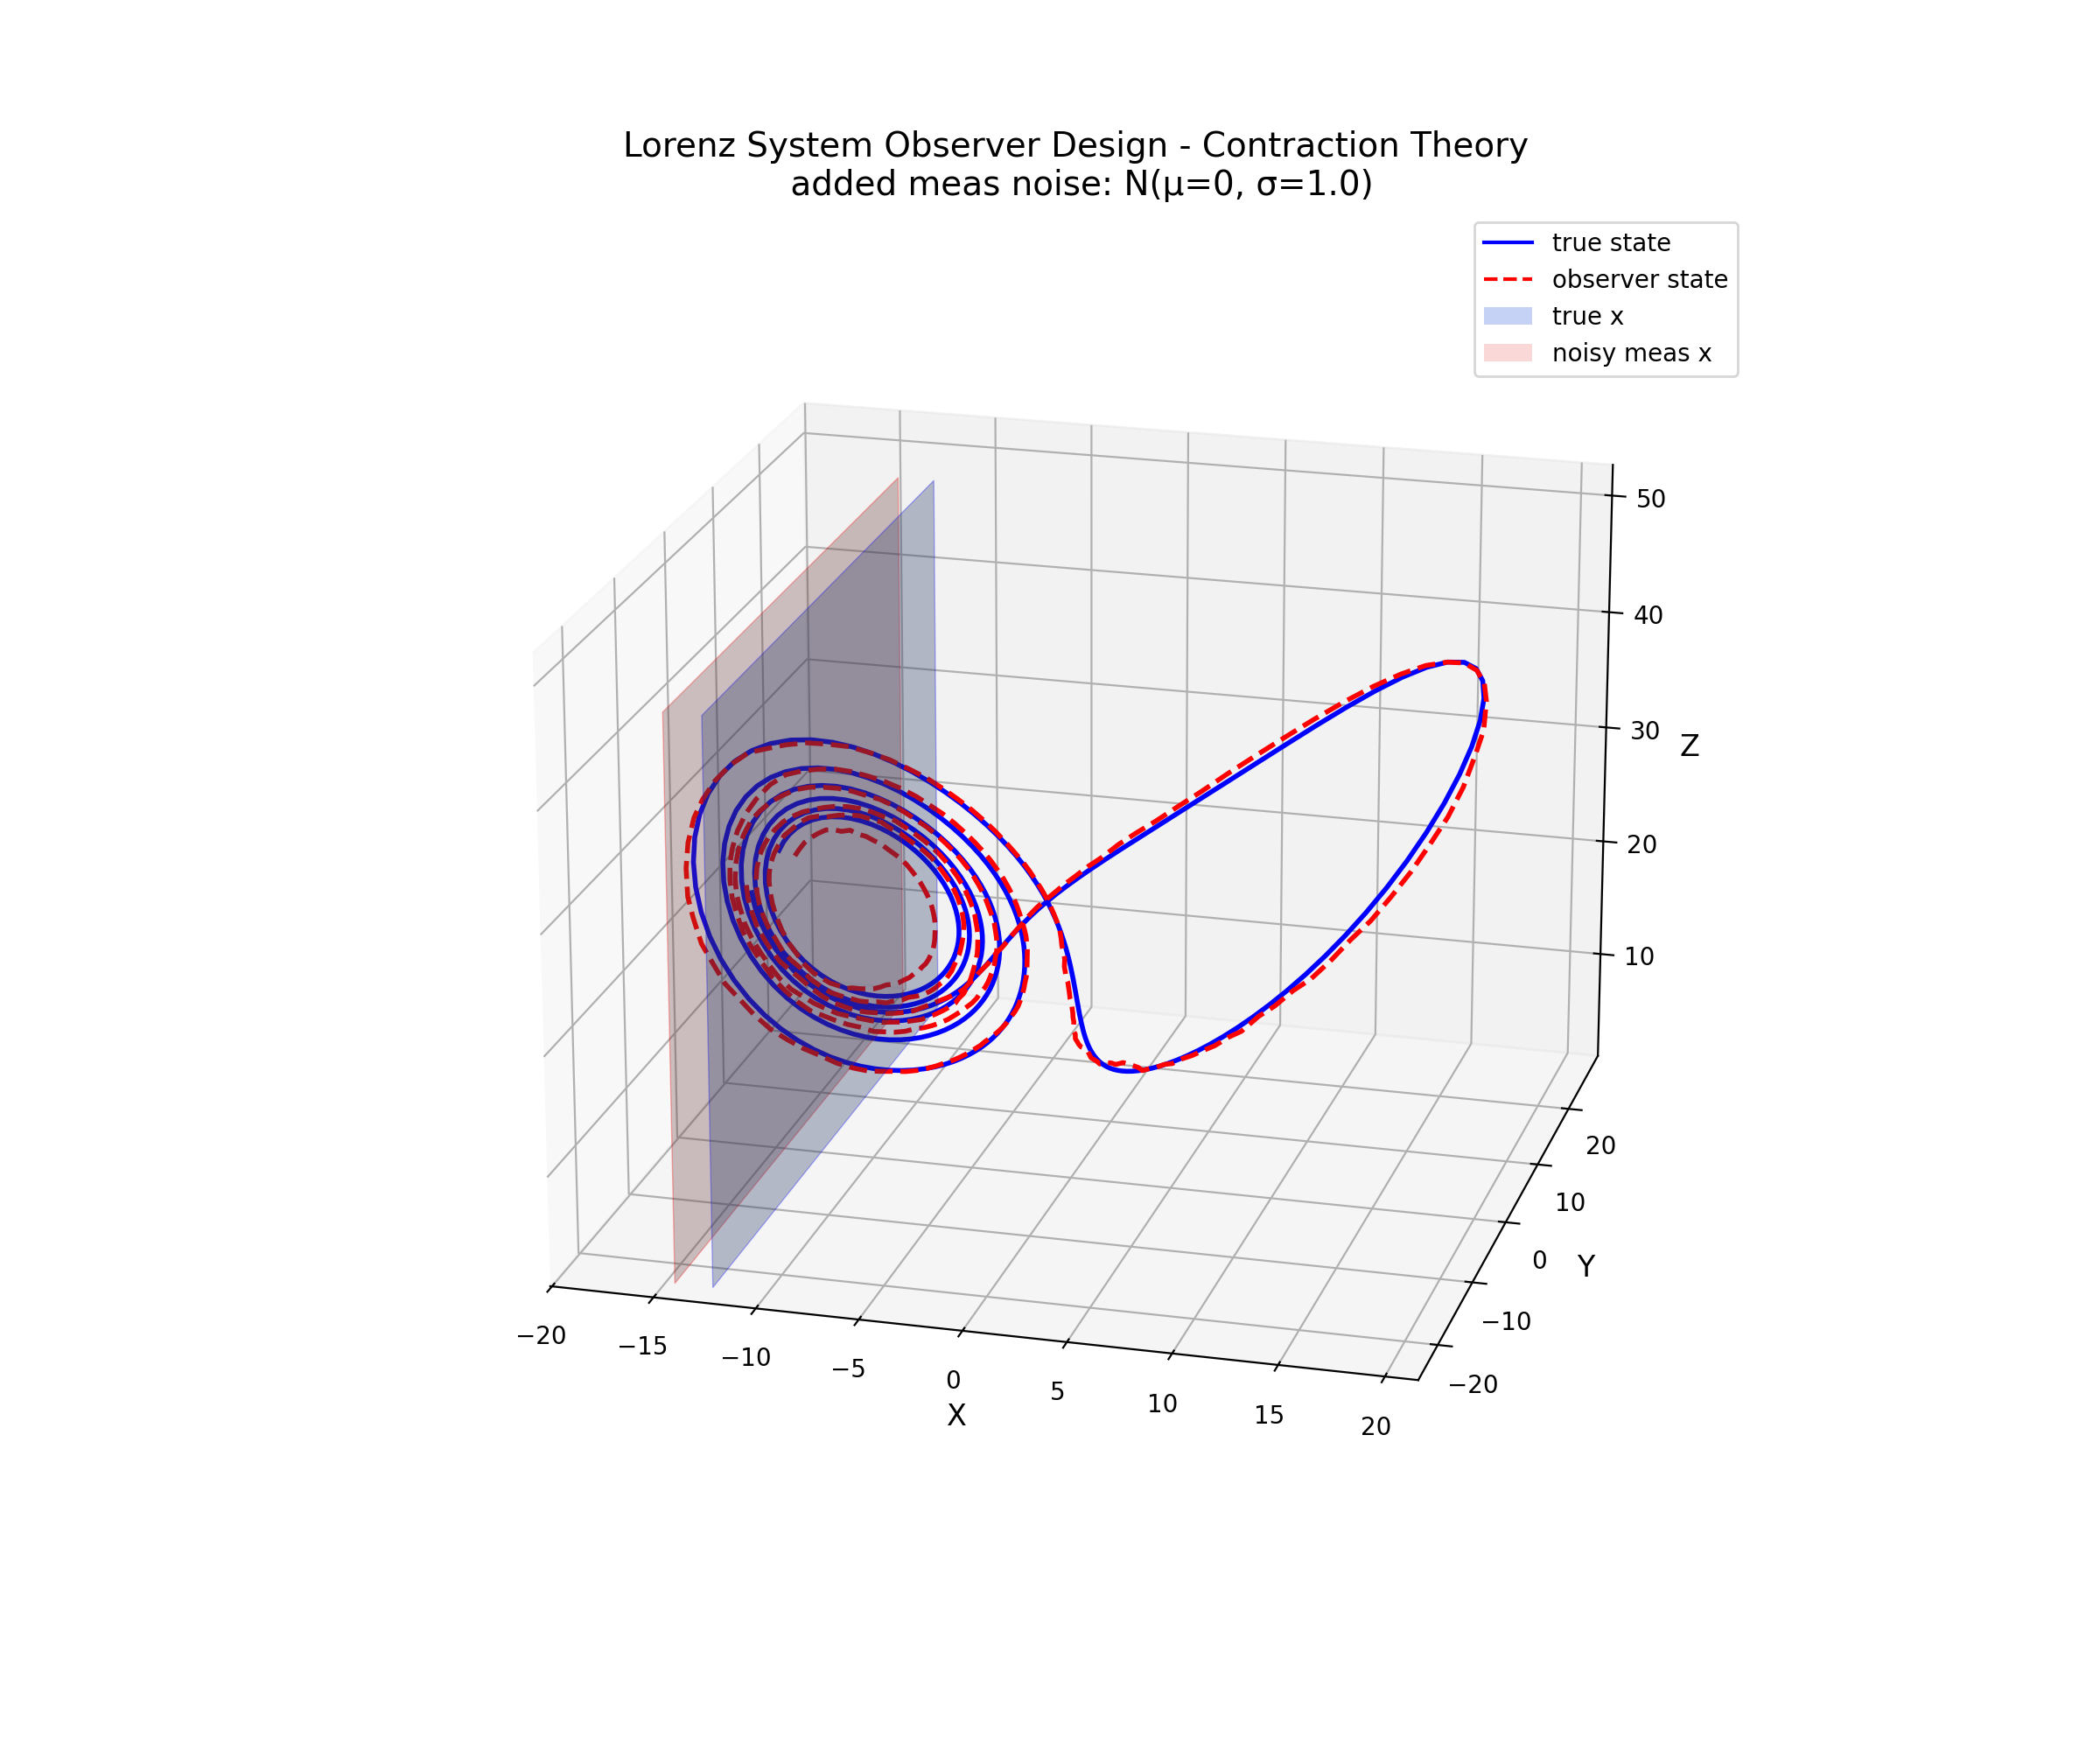 Lorenz System Observer Design - Contraction Theory
added meas noise: N(μ=0, σ=1.0)
true state
observer state
true x
noisy meas x
50
40
30
Z
20
10
20
10
0
Y
−10
−20
−20
−15
−10
−5
0
5
10
15
20
X